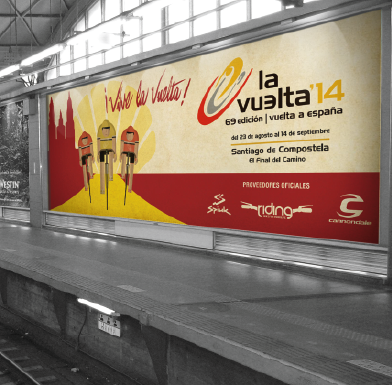 ¡Vive la Vuelta!
la
vuelta'14
69 edición | vuelta a españa
del 23 de agosto al 14 de septiembre
Santiago de Compostela
El Final del Camino
PROVEEDORES OFICIALES
Spiuk
riding
cannondale
WESTIN